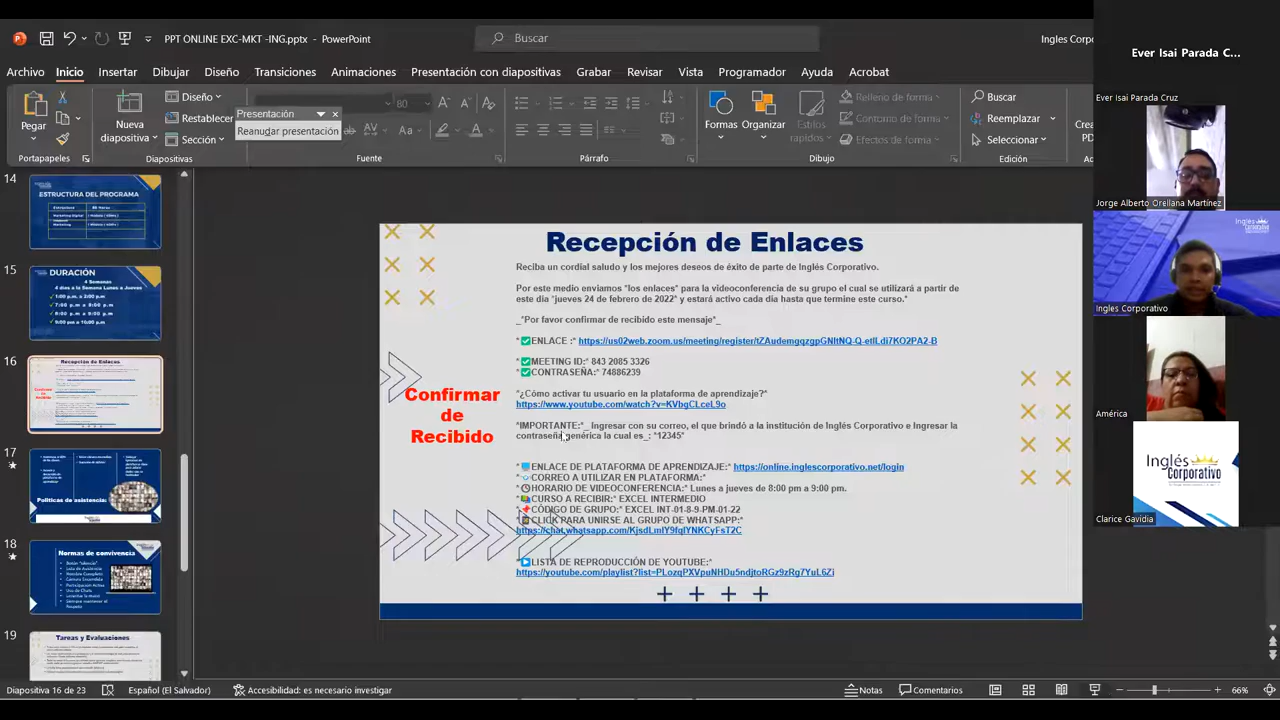 PPT ONLINE EXC-MKT -ING.pptx - PowerPoint
Buscar
Ingles Corpo
Archivo Inicio Insertar Dibujar Diseño Transiciones Animaciones Presentación con diapositivas Grabar Revisar Vista Programador Ayuda Acrobat
Pegar
Nueva diapositiva
Diseño
Restablecer
Sección
Presentación
Reanudar presentación
80
Aa
Formas
Organizar
Estilos rápidos
Relleno de forma
Contorno de forma
Efectos de forma
Buscar
Reemplazar
Seleccionar
Portapapeles
Diapositivas
Fuente
Párrafo
Dibujo
Edición
14
ESTRUCTURA DEL PROGRAMA
15
DURACIÓN
4 Semanas
4 días a la Semana Lunes a Jueves
1:00 p.m. a 2:00 p.m
7:00 p.m a 8:00 p.m
8:00 p.m a 9:00 p.m
9:00 pm a 10:00 pm
16
17
Políticas de asistencia:
18
Normas de convivencia
19
Tareas y Evaluaciones
Recepción de Enlaces
Reciba un cordial saludo y los mejores deseos de éxito de parte de Inglés Corporativo.
Por este medio enviamos *los enlaces* para la videoconferencia de su grupo el cual se utilizará a partir de
este día *jueves 24 de febrero de 2022* y estará activo cada día hasta que termine este curso.*
_*Por favor confirmar de recibido este mensaje*_
*✅ENLACE :* https://us02web.zoom.us/meeting/register/tZAudemgqzgpGNItNQ-Q-etlLdi7KO2PA2-B
*✅MEETING ID:* 843 2085 3326
*✅CONTRASEÑA:* 74886239
Confirmar
de
Recibido
*¿Cómo activar tu usuario en la plataforma de aprendizaje?*
https://www.youtube.com/watch?v=KVbgCLceL9o
*IMPORTANTE:*_ Ingresar con su correo, el que brindó a la institución de Inglés Corporativo e Ingresar la
contraseña genérica la cual es_: *12345*
*🖥️ENLACE DE PLATAFORMA DE APRENDIZAJE:* https://online.inglescorporativo.net/login
*📧CORREO A UTILIZAR EN PLATAFORMA:*
*🕒HORARIO DE VIDEOCONFERENCIA:* Lunes a jueves de 8:00 pm a 9:00 pm.
*📚CURSO A RECIBIR:* EXCEL INTERMEDIO
*📌CÓDIGO DE GRUPO:* EXCEL INT-01-8-9-PM-01-22
*📱CLICK PARA UNIRSE AL GRUPO DE WHATSAPP:*
https://chat.whatsapp.com/KjsdLmlY9fqIYNKCyFsT2C
*▶️LISTA DE REPRODUCCIÓN DE YOUTUBE:*
https://youtube.com/playlist?list=PLozqPXVpuNHDu5ndjtoRGz9zRg7YuL6Zi
Ever Isai Parada C...
Ever Isai Parada Cruz
Jorge Alberto Orellana Martínez
Inglés Corporativo
Ingles Corporativo
América
Inglés Corporativo
Clarice Gavidia
Diapositiva 16 de 23
Español (El Salvador)
Accesibilidad: es necesario investigar
Notas
Comentarios
66%